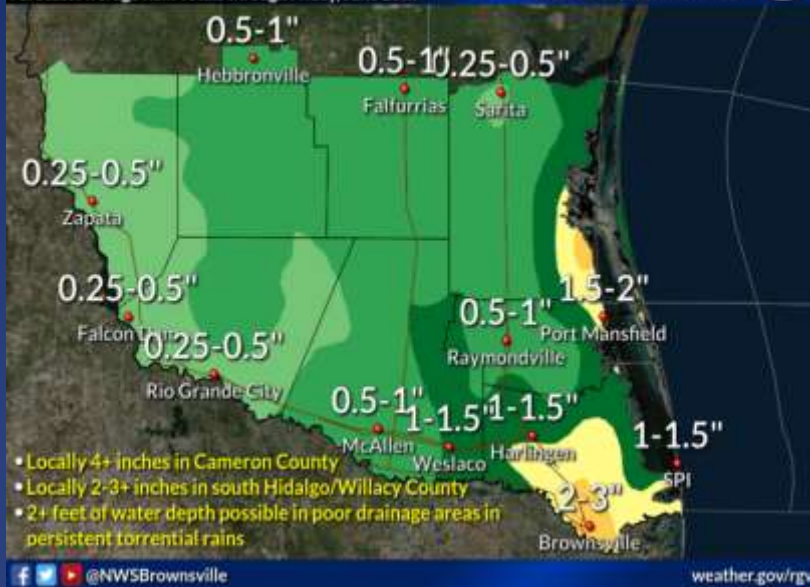 0.5-1"
Hebbronville
0.5-1"
Falfurrias
0.25-0.5"
Sarita
0.25-0.5"
Zapata
0.25-0.5"
Falcon
0.25-0.5"
Rio Grande City
1.5-2"
Port Mansfield
0.5-1"
Raymondville
0.5-1"
McAllen
1-1.5"
Weslaco
1-1.5"
Harlingen
1-1.5"
SPI
2-3"
Brownsville
• Locally 4+ inches in Cameron County
• Locally 2-3+ inches in south Hidalgo/Willacy County
• 2+ feet of water depth possible in poor drainage areas in
persistent torrential rains
@NWSBrownsville
weather.gov/rgv